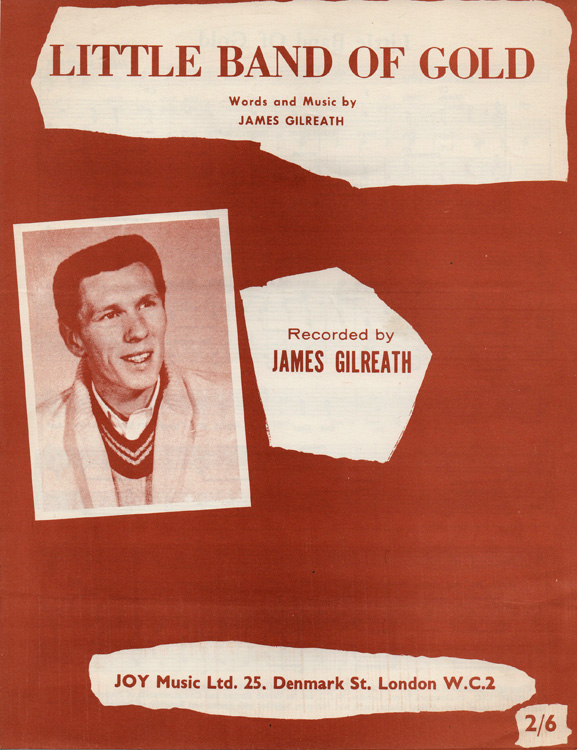 LITTLE BAND OF GOLD
Words and Music by
JAMES GILREATH
Recorded by
JAMES GILREATH
JOY Music Ltd. 25. Denmark St. London W.C.2
2/6